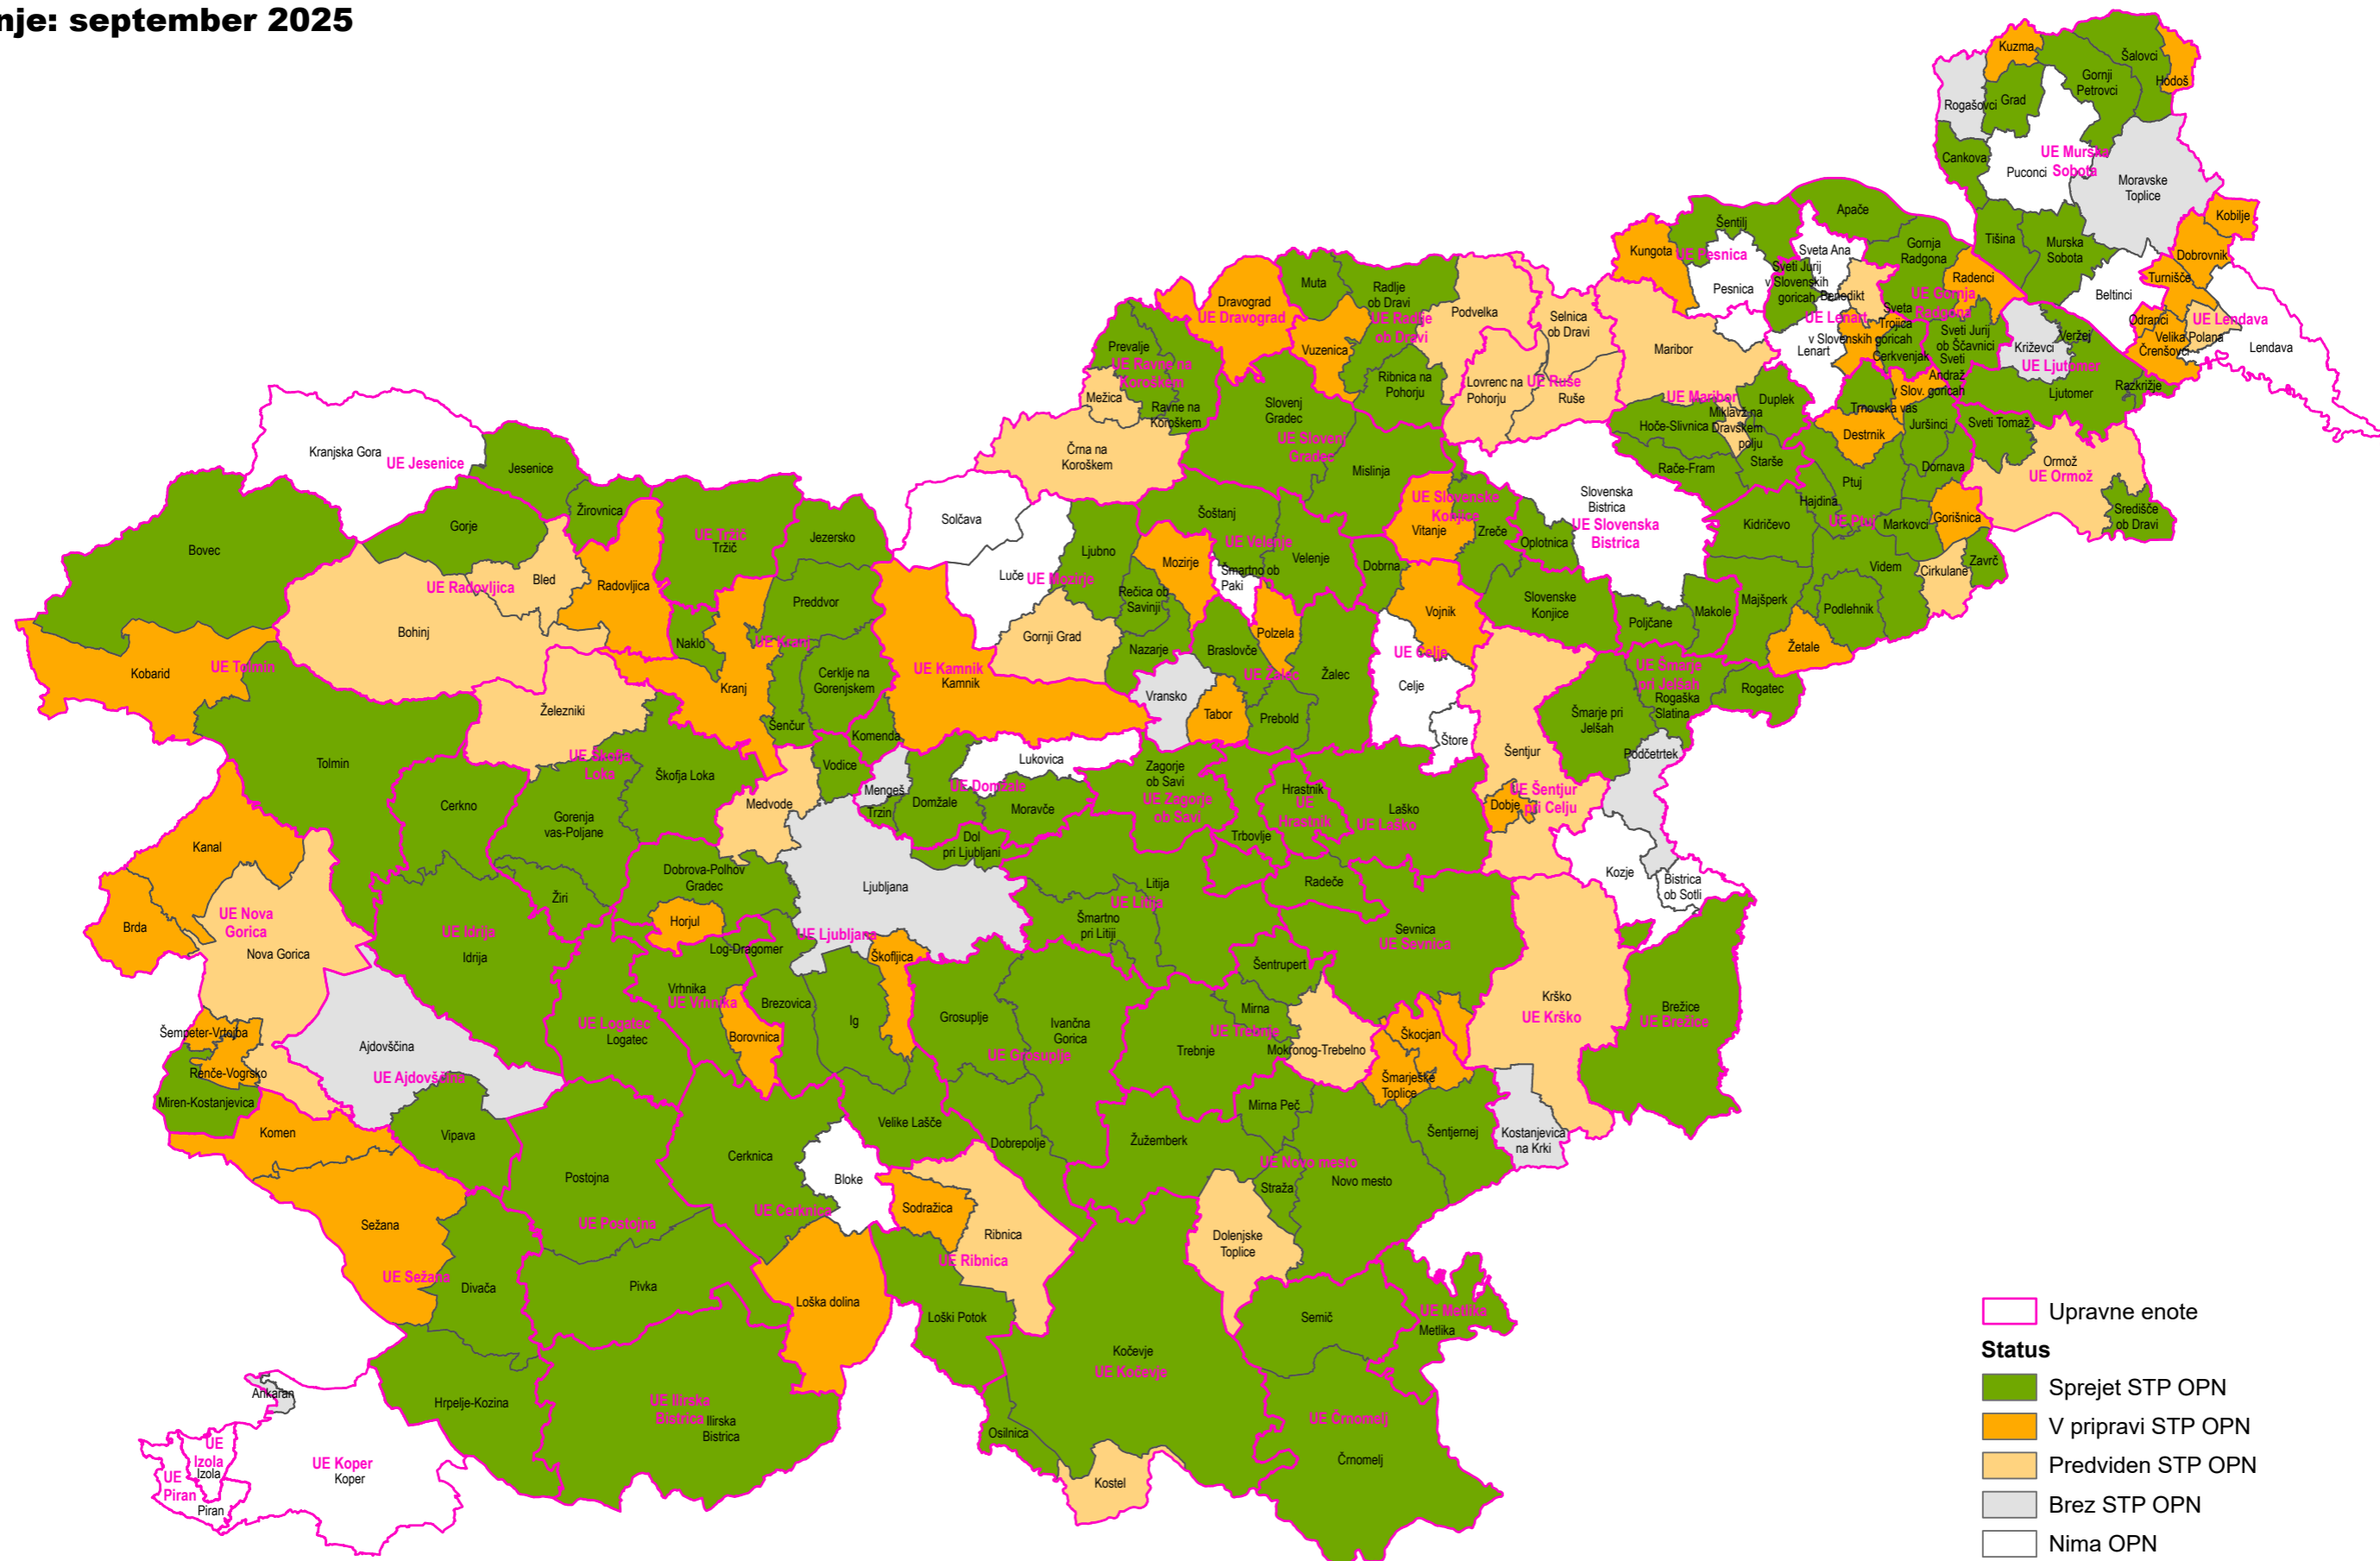 nje: september 2025
Kuzma
Šalovci
Gornji
Petrovci
Hodoš
Rogašovci
Grad
Cankova
UE Murska
Sobota
Puconci
Moravske
Toplice
Kobilje
Apače
Šentilj
Tišina
Murska
Sobota
Dobrovnik
Kungota
UE Pesnica
Sveta Ana
Gornja
Radgona
Sveti Jurij
v Slovenskih
goricah
Radenci
Turnišče
Pesnica
Benedikt
UE Gornja
Radgona
Beltinci
Muta
Radlje
ob Dravi
Dravograd
UE Dravograd
UE Radlje
ob Dravi
Podvelka
Selnica
ob Dravi
UE Lenart
Sveta
Trojica
v Slovenskih goricah
Lenart
Cerkvenjak
Sveti Jurij
ob Ščavnici
Sveti
Andraž
v Slov. goricah
Križevci
Veržej
UE Ljutomer
Ljutomer
Razkrižje
Odranci
Velika Polana
Črenšovci
UE Lendava
Lendava
Prevalje
UE Ravne na
Koroškem
Vuzenica
Maribor
Mežica
Ravne na
Koroškem
Ribnica na
Pohorju
Lovrenc na
Pohorju
UE Ruše
Ruše
UE Maribor
Duplek
Miklavž na
Dravskem
polju
Hoče-Slivnica
Trnovska vas
Destrnik
Juršinci
Sveti Tomaž
Slovenj
Gradec
UE Slovenj
Gradec
Mislinja
Črna na
Koroškem
Rače-Fram
Starše
Dornava
Ormož
UE Ormož
Središče
ob Dravi
Kranjska Gora
UE Jesenice
Jesenice
Žirovnica
Gorje
Bovec
UE Tržič
Tržič
Jezersko
Solčava
Šoštanj
UE Velenje
Velenje
UE Slovenske
Konjice
Vitanje
Zreče
Oplotnica
Slovenska
Bistrica
UE Slovenska
Bistrica
Kidričevo
Hajdina
Ptuj
UE Ptuj
Markovci
Gorišnica
Videm
Cirkulane
Zavrč
Bled
UE Radovljica
Radovljica
Bohinj
Preddvor
Luče
UE Mozirje
Ljubno
Mozirje
Šmartno ob
Paki
Dobrna
Rečica ob
Savinji
Vojnik
Slovenske
Konjice
Poljčane
Makole
Majšperk
Podlehnik
Žetale
Kobarid
UE Tolmin
Naklo
UE Kranj
Kranj
Cerklje na
Gorenjskem
UE Kamnik
Kamnik
Gornji Grad
Nazarje
Braslovče
Polzela
UE Žalec
Žalec
UE Celje
Celje
UE Šmarje
pri Jelšah
Rogaška
Slatina
Rogatec
Vransko
Tabor
Prebold
Železniki
Šenčur
Komenda
Štore
Šmarje pri
Jelšah
Šentjur
Podčetrtek
Tolmin
UE Škofja
Loka
Škofja Loka
Vodice
Lukovica
Mengeš
UE Domžale
Domžale
Trzin
Moravče
Zagorje
ob Savi
UE Zagorje
ob Savi
Hrastnik
UE
Hrastnik
Laško
UE Laško
UE Šentjur
pri Celju
Dobje
Cerkno
Gorenja
vas-Poljane
Medvode
Dol
pri Ljubljani
Trbovlje
Kanal
Dobrova-Polhov
Gradec
Žiri
Ljubljana
Litija
UE Litija
Radeče
Kozje
Bistrica
ob Sotli
Brda
UE Nova
Gorica
Nova Gorica
UE Idrija
Idrija
Horjul
Log-Dragomer
UE Ljubljana
Šmartno
pri Litiji
Sevnica
UE Sevnica
Škofljica
Šentrupert
Vrhnika
UE Vrhnika
Brezovica
Ig
Grosuplje
Ivančna
Gorica
UE Grosuplje
Mirna
UE Trebnje
Trebnje
Mokronog-Trebelno
Krško
UE Krško
Brežice
UE Brežice
Škocjan
Šempeter-Vrtojba
UE Logatec
Logatec
Borovnica
Ajdovščina
UE Ajdovščina
Renče-Vogrsko
Miren-Kostanjevica
Šmarješke
Toplice
Mirna Peč
Komen
Vipava
Velike Lašče
Dobrepolje
Žužemberk
Šentjernej
Kostanjevica
na Krki
Cerknica
Postojna
Bloke
UE Novo mesto
Novo mesto
Straža
UE Postojna
UE Cerknica
Sodražica
Sežana
Ribnica
UE Ribnica
Dolenjske
Toplice
UE Sežana
Divača
Pivka
Loška dolina
Loški Potok
Semič
UE Metlika
Metlika
Kočevje
UE Kočevje
Ankaran
Hrpelje-Kozina
UE Ilirska
Bistrica
Ilirska
Bistrica
UE Črnomelj
Črnomelj
Osilnica
Kostel
UE
Izola
Izola
UE Koper
Koper
UE
Piran
Piran
Upravne enote
Status
Sprejet STP OPN
V pripravi STP OPN
Predviden STP OPN
Brez STP OPN
Nima OPN